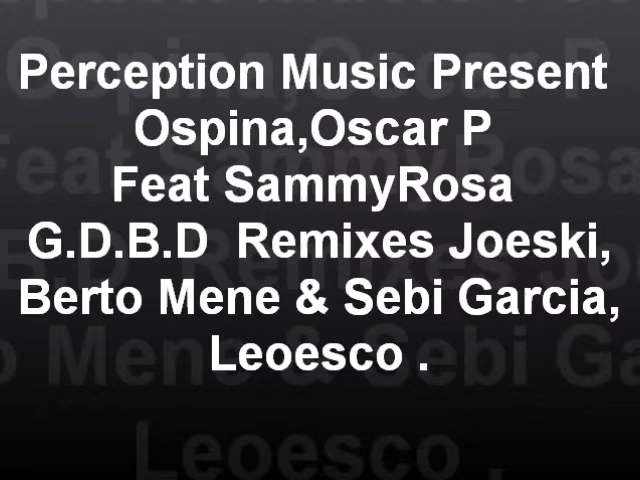 Perception Music Present
Ospina,Oscar P
Feat SammyRosa
G.D.B.D  Remixes Joeski,
Berto Mene & Sebi Garcia,
Leoesco .